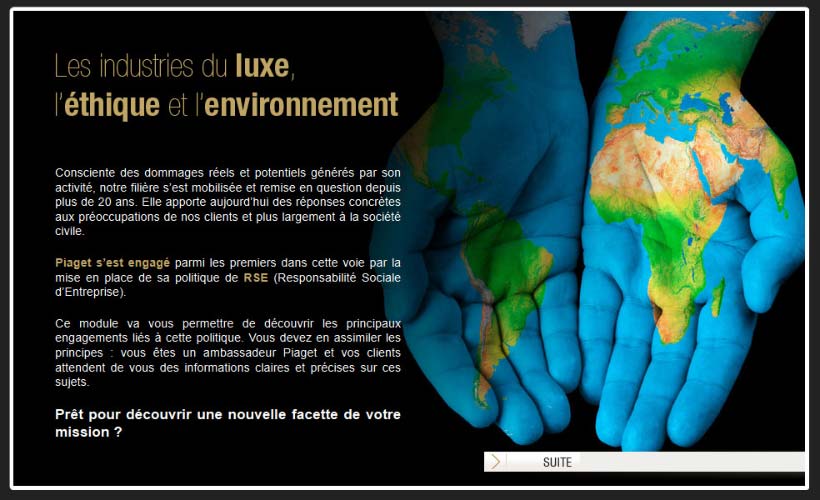 Les industries du luxe,
l'éthique et l'environnement
Consciente des dommages réels et potentiels générés par son
activité, notre filière s'est mobilisée et remise en question depuis
plus de 20 ans. Elle apporte aujourd'hui des réponses concrètes
aux préoccupations de nos clients et plus largement à la société
civile.
Piaget s'est engagé parmi les premiers dans cette voie par la
mise en place de sa politique de RSE (Responsabilité Sociale
d'Entreprise).
Ce module va vous permettre de découvrir les principaux
engagements liés à cette politique. Vous devez en assimiler les
principes : vous êtes un ambassadeur Piaget et vos clients
attendent de vous des informations claires et précises sur ces
sujets.
Prêt pour découvrir une nouvelle facette de votre
mission ?
SUITE